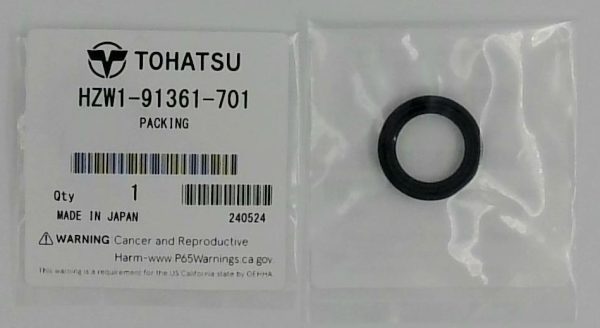 TOHATSU
HZW1-91361-701
PACKING
Qty 1
MADE IN JAPAN 240524
WARNING Cancer and Reproductive
Harm-www.P65Warnings.ca.gov.
This warning is a requirement for the US California state by OEHHA.